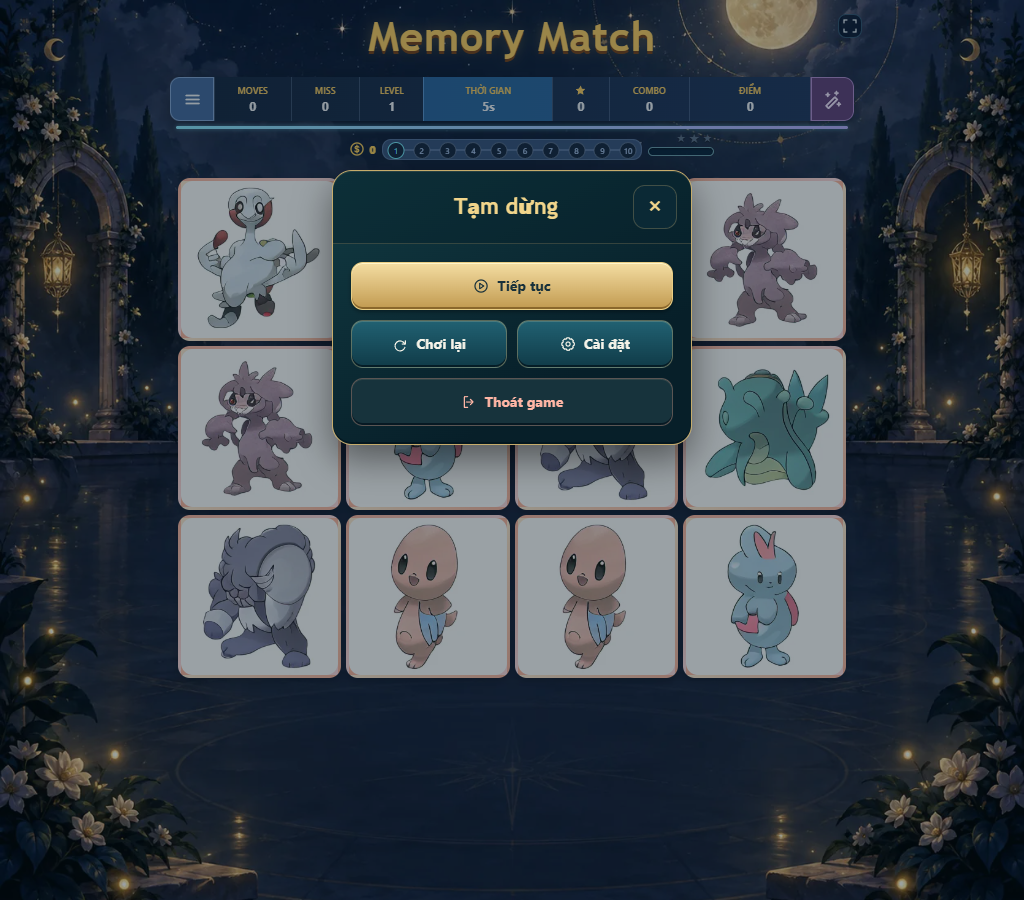 Memory Match
MOVES MISS LEVEL THỜI GIAN COMBO ĐIỂM
0 0 1 5s 0 0 0
$ 0 1 2 3 4 5 6 7 8 9 10
Tạm dừng
Tiếp tục
Chơi lại Cài đặt
Thoát game